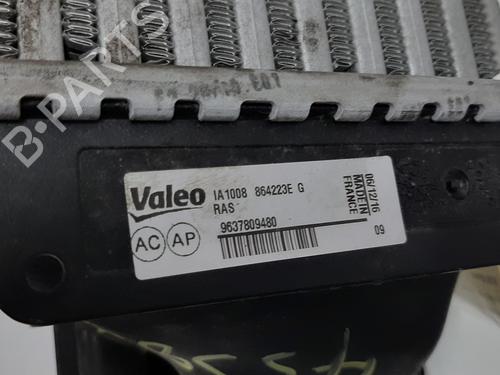 B-PARTS
Valeo
IA1008 864223E G
RAS
9637809480
AC AP
06/12/16
MADE IN
FRANCE
09